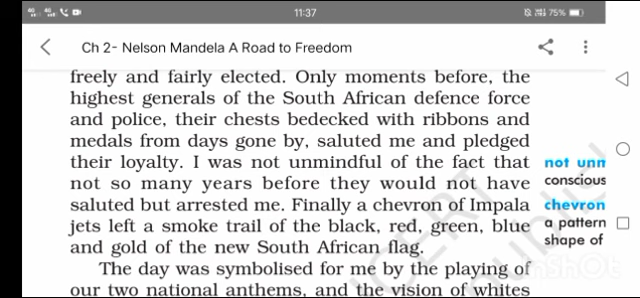 11:37
75%
Ch 2- Nelson Mandela A Road to Freedom
freely and fairly elected. Only moments before, the
highest generals of the South African defence force
and police, their chests bedecked with ribbons and
medals from days gone by, saluted me and pledged
their loyalty. I was not unmindful of the fact that
not so many years before they would not have
saluted but arrested me. Finally a chevron of Impala
jets left a smoke trail of the black, red, green, blue
and gold of the new South African flag.
The day was symbolised for me by the playing of
our two national anthems, and the vision of whites
not unm
conscious
chevron
a pattern
shape of